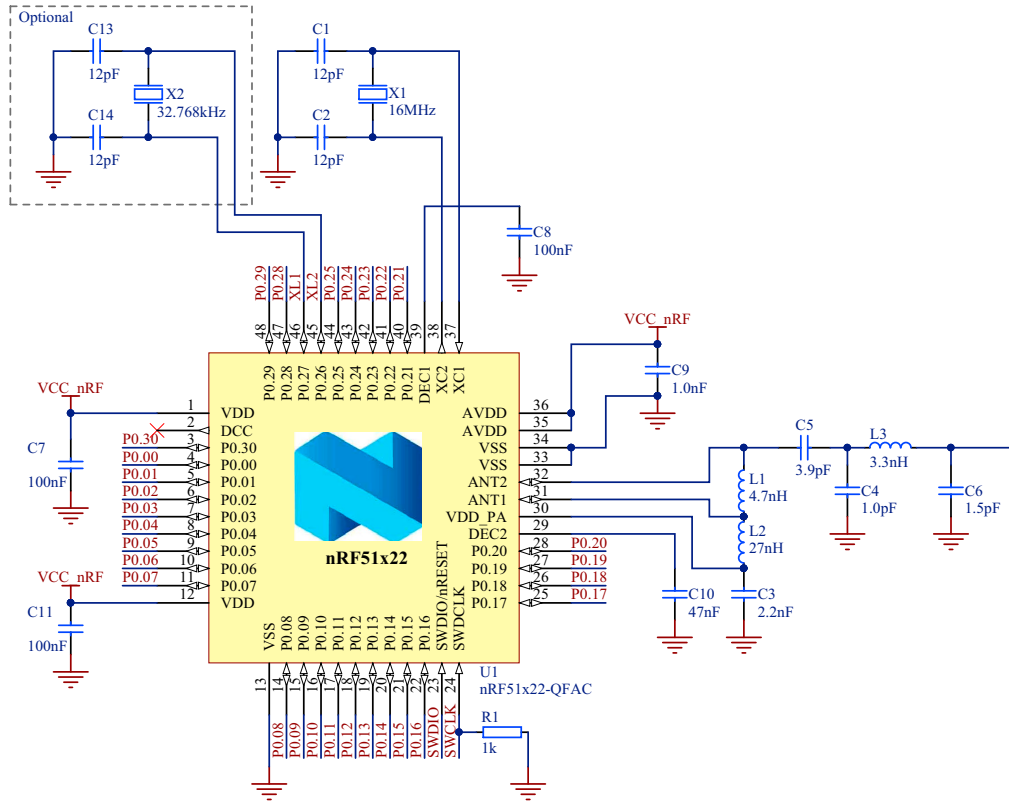 Optional
C13
12pF
X2
32.768kHz
C14
12pF
C1
12pF
X1
16MHz
C2
12pF
C8
100nF
P0.29
P0.28
XL1
XL2
P0.25
P0.24
P0.23
P0.22
P0.21
48
47
46
45
44
43
42
41
40
39
38
37
P0.29
P0.28
P0.27
P0.26
P0.25
P0.24
P0.23
P0.22
P0.21
DEC1
XC2
XC1
VCC_nRF
C9
1.0nF
VCC_nRF
C7
100nF
1 VDD
2 DCC
P0.30 3 P0.30
P0.00 4 P0.00
P0.01 5 P0.01
P0.02 6 P0.02
P0.03 7 P0.03
P0.04 8 P0.04
P0.05 9 P0.05
P0.06 10 P0.06
P0.07 11 P0.07
12 VDD
VCC_nRF
C11
100nF
nRF51x22
AVDD 36
AVDD 35
VSS 34
VSS 33
ANT2 32
ANT1 31
VDD_PA 30
DEC2 29
P0.20 28 P0.20
P0.19 27 P0.19
P0.18 26 P0.18
P0.17 25 P0.17
C5
3.9pF
L3
3.3nH
L1
4.7nH
C4
1.0pF
C6
1.5pF
L2
27nH
C10
47nF
C3
2.2nF
VSS
P0.08
P0.09
P0.10
P0.11
P0.12
P0.13
P0.14
P0.15
P0.16
SWDIO/nRESET
SWDCLK
13
14
15
16
17
18
19
20
21
22
23
24
P0.08
P0.09
P0.10
P0.11
P0.12
P0.13
P0.14
P0.15
P0.16
SWDIO
SWCLK
U1
nRF51x22-QFAC
R1
1k